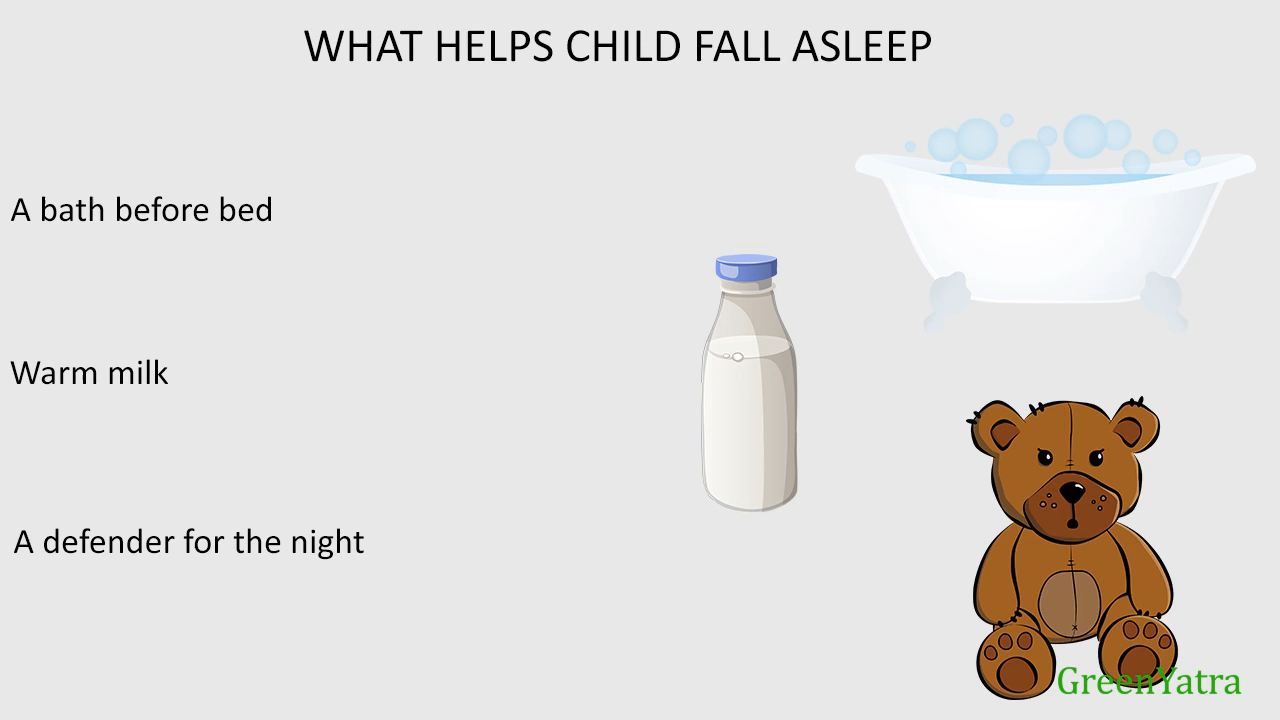 WHAT HELPS CHILD FALL ASLEEP
A bath before bed
Warm milk
A defender for the night
GreenYatra